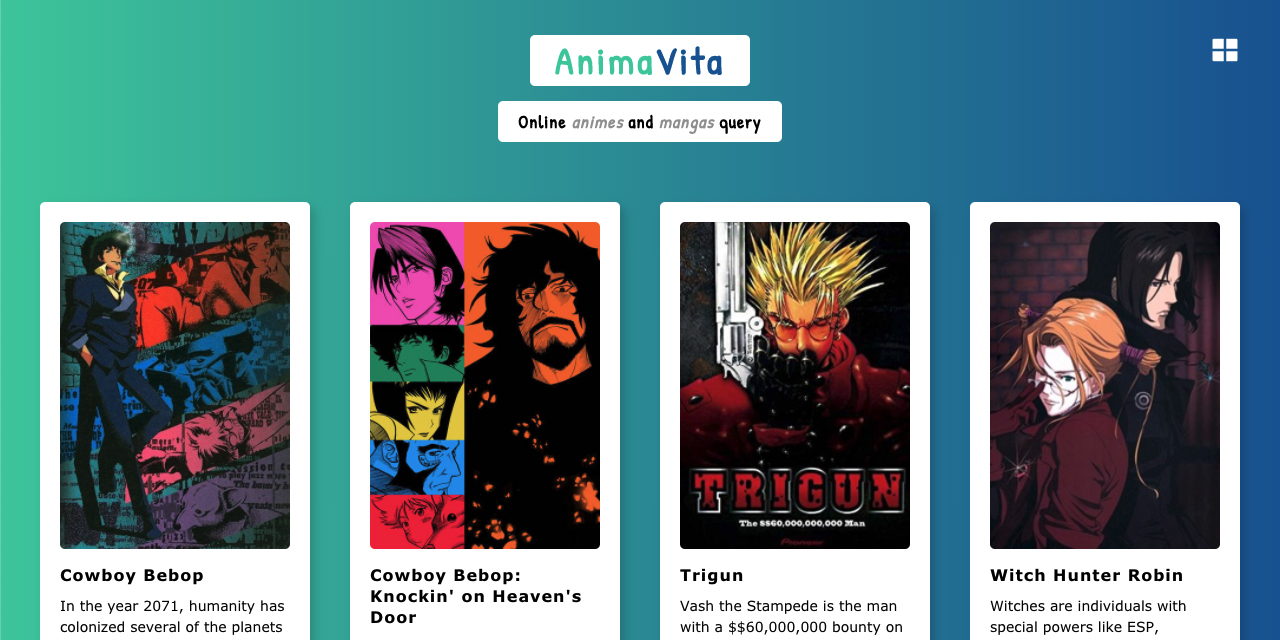 AnimaVita
Online animes and mangas query
TRIGUN
The $$60,000,000,000 Man
Pioneer
Cowboy Bebop
In the year 2071, humanity has
colonized several of the planets
Cowboy Bebop:
Knockin' on Heaven's
Door
Trigun
Vash the Stampede is the man
with a $$60,000,000 bounty on
Witch Hunter Robin
Witches are individuals with
special powers like ESP,